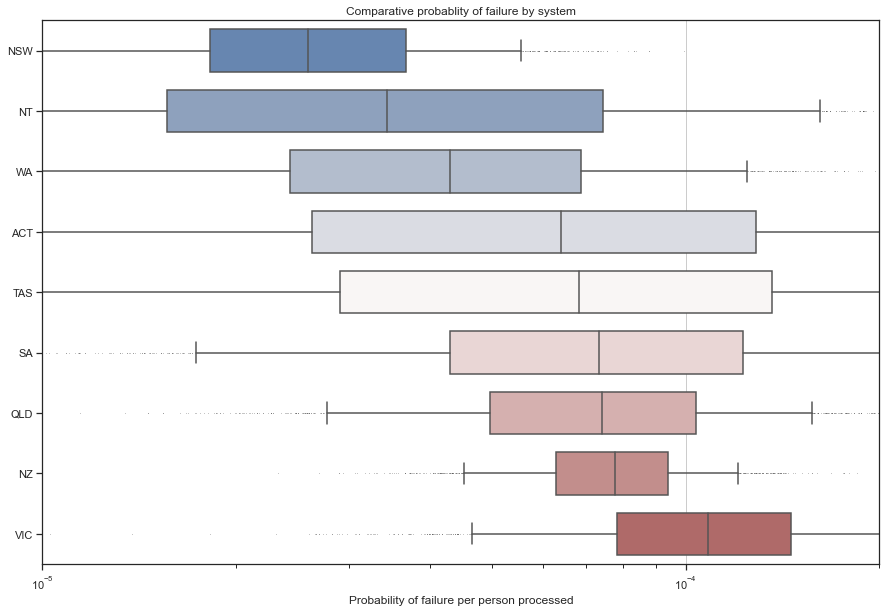 Comparative probablity of failure by system
NSW
NT
WA
ACT
TAS
SA
QLD
NZ
VIC
10⁻⁵
10⁻⁴
Probability of failure per person processed